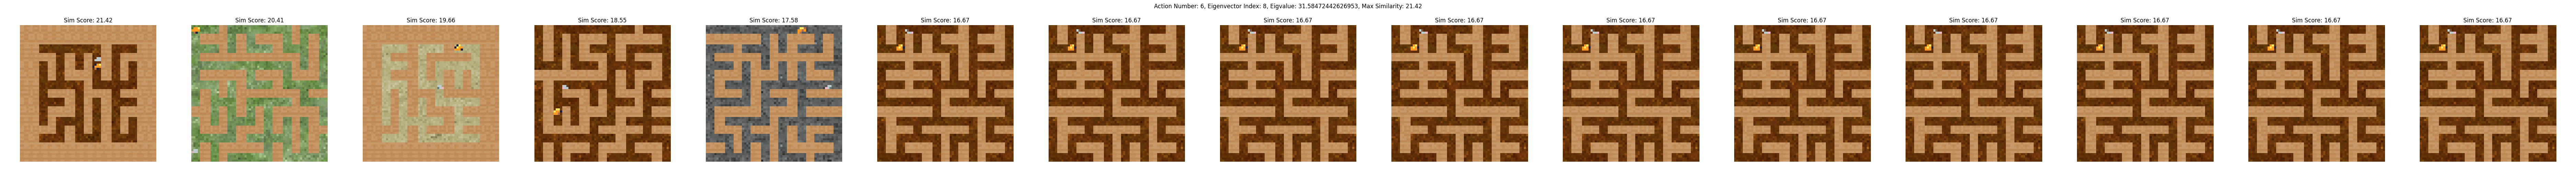 Action Number: 6, Eigenvector Index: 8, Eigvalue: 31.58472442626953, Max Similarity: 21.42
Sim Score: 21.42
Sim Score: 20.41
Sim Score: 19.66
Sim Score: 18.55
Sim Score: 17.58
Sim Score: 16.67
Sim Score: 16.67
Sim Score: 16.67
Sim Score: 16.67
Sim Score: 16.67
Sim Score: 16.67
Sim Score: 16.67
Sim Score: 16.67
Sim Score: 16.67
Sim Score: 16.67